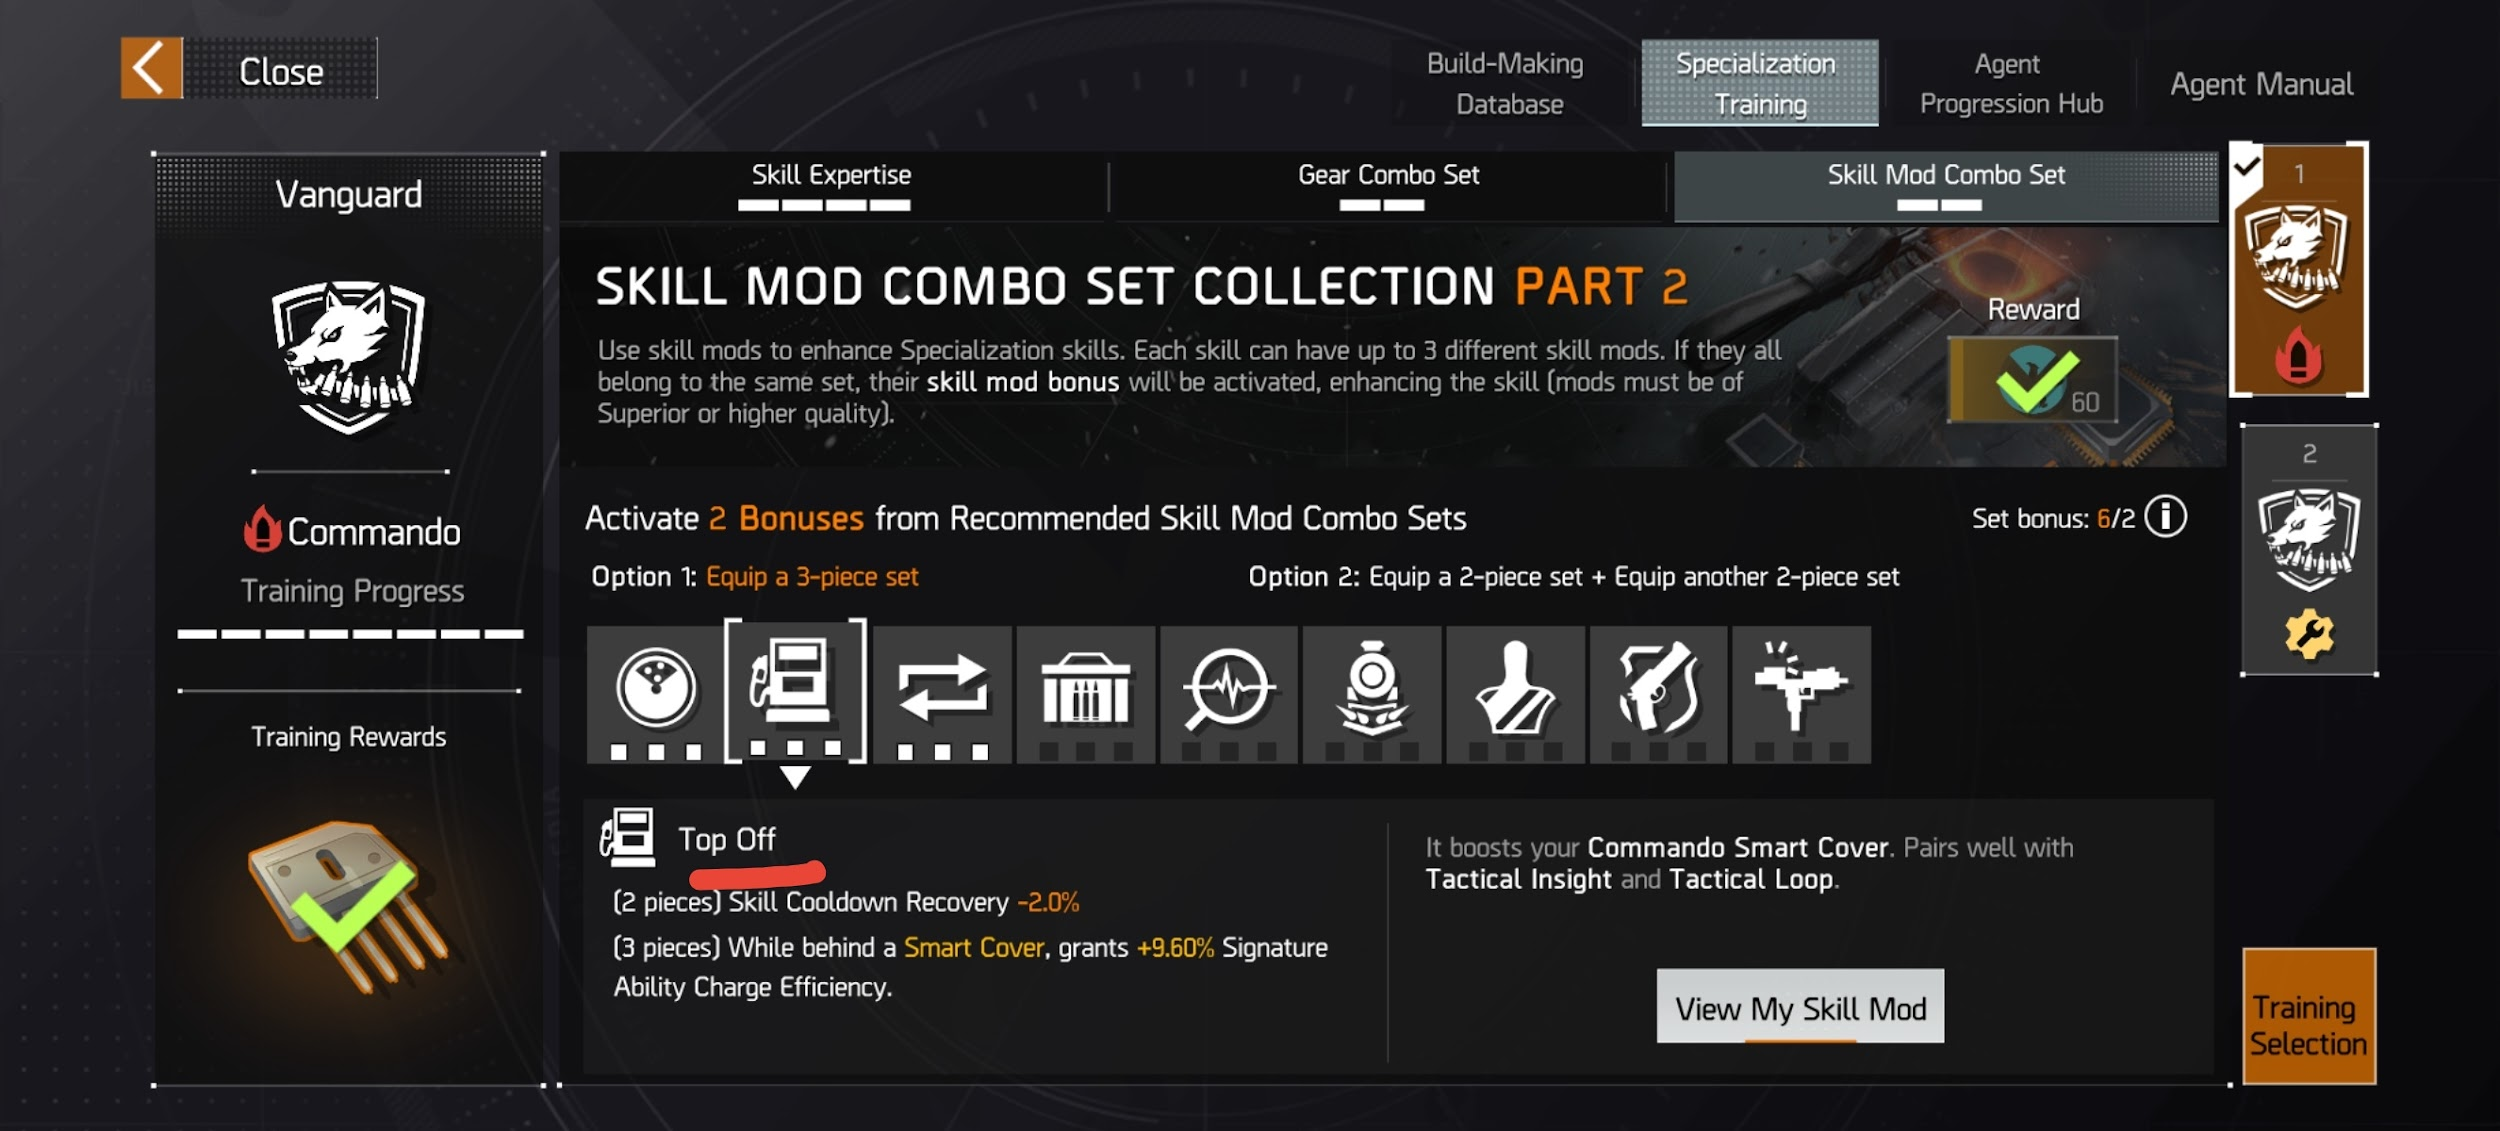 Close
Build-Making
Database
Specialization
Training
Agent
Progression Hub
Agent Manual
Vanguard
Commando
Training Progress
Training Rewards
Skill Expertise
Gear Combo Set
Skill Mod Combo Set
SKILL MOD COMBO SET COLLECTION PART 2
Use skill mods to enhance Specialization skills. Each skill can have up to 3 different skill mods. If they all
belong to the same set, their skill mod bonus will be activated, enhancing the skill (mods must be of
Superior or higher quality).
Reward
60
Activate 2 Bonuses from Recommended Skill Mod Combo Sets
Set bonus: 6/2
Option 1: Equip a 3-piece set
Option 2: Equip a 2-piece set + Equip another 2-piece set
Top Off
(2 pieces) Skill Cooldown Recovery -2.0%
(3 pieces) While behind a Smart Cover, grants +9.60% Signature
Ability Charge Efficiency.
It boosts your Commando Smart Cover. Pairs well with
Tactical Insight and Tactical Loop.
View My Skill Mod
1
2
Training
Selection